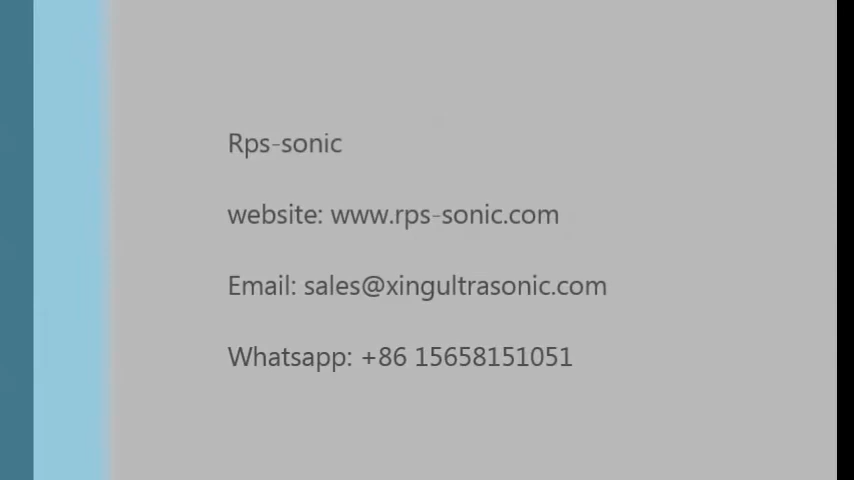 Rps-sonic
website: www.rps-sonic.com
Email: sales@xingultrasonic.com
Whatsapp: +86 15658151051